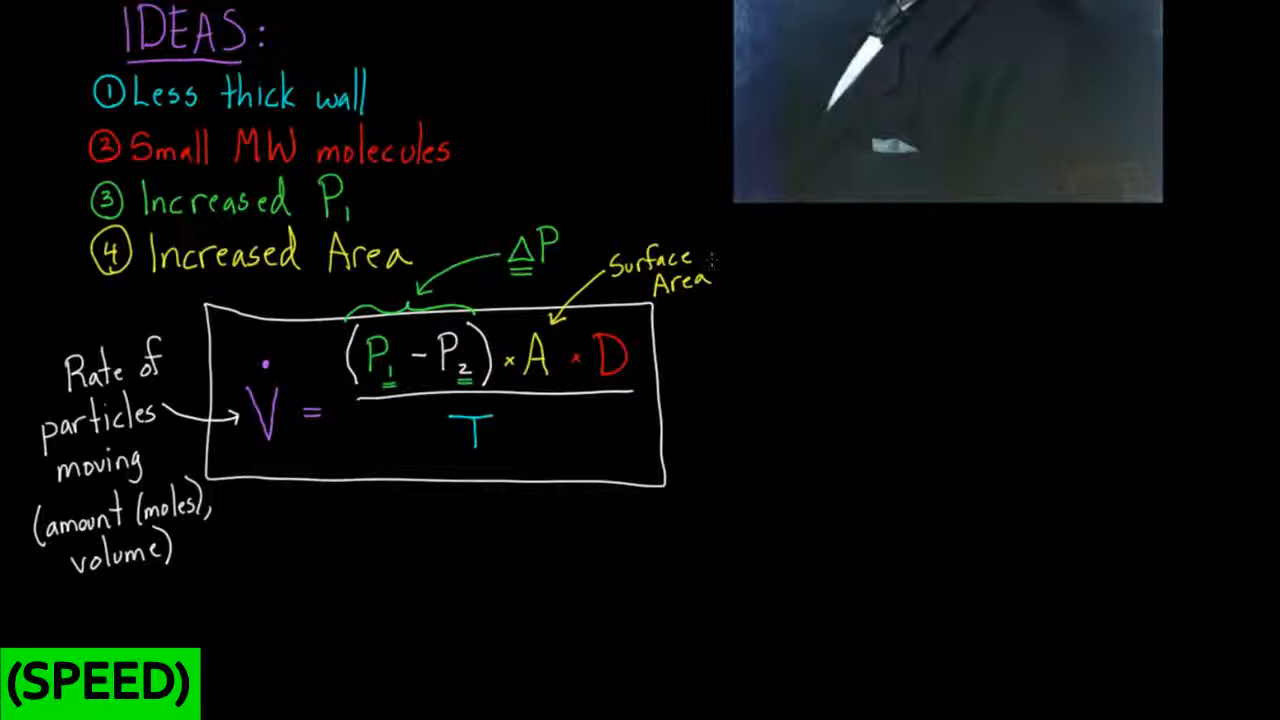 IDEAS:
① Less thick wall
② Small MW molecules
③ Increased P₁
④ Increased Area
ΔP
Surface
Area
Rate of
particles
moving
(amount (moles),
volume)
V̇ = (P₁ - P₂) × A × D
T
(SPEED)